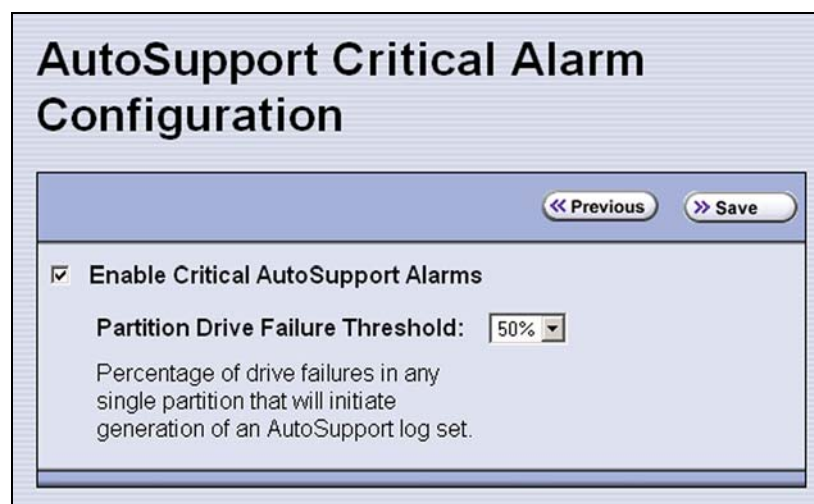 AutoSupport Critical Alarm
Configuration
Previous
Save
Enable Critical AutoSupport Alarms
Partition Drive Failure Threshold: 50%
Percentage of drive failures in any
single partition that will initiate
generation of an AutoSupport log set.